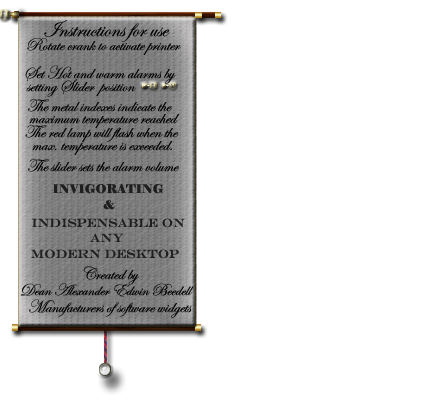 Instructions for use
Rotate crank to activate printer
Set Hot and warm alarms by
setting Slider position
The metal indexes indicate the
maximum temperature reached
The red lamp will flash when the
max. temperature is exceeded.
The slider sets the alarm volume
INVIGORATING
&
INDISPENSABLE ON
ANY
MODERN DESKTOP
Created by
Dean Alexander Edwin Beedell
Manufacturers of software widgets